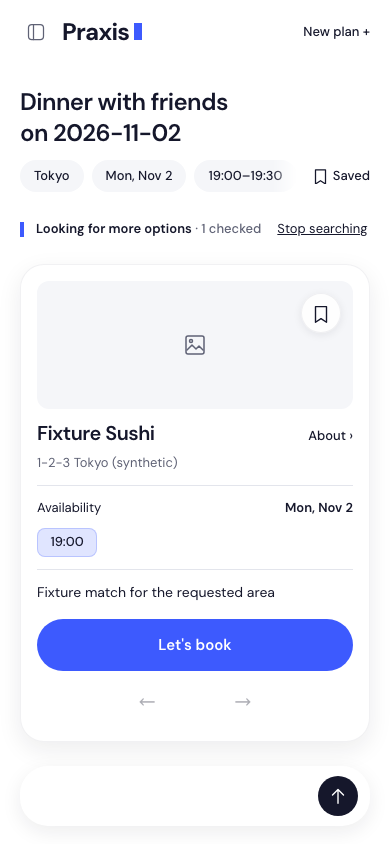 Praxis
New plan +
Dinner with friends
on 2026-11-02
Tokyo
Mon, Nov 2
19:00–19:30
Saved
Looking for more options · 1 checked
Stop searching
Fixture Sushi
About ›
1-2-3 Tokyo (synthetic)
Availability
Mon, Nov 2
19:00
Fixture match for the requested area
Let's book
← →